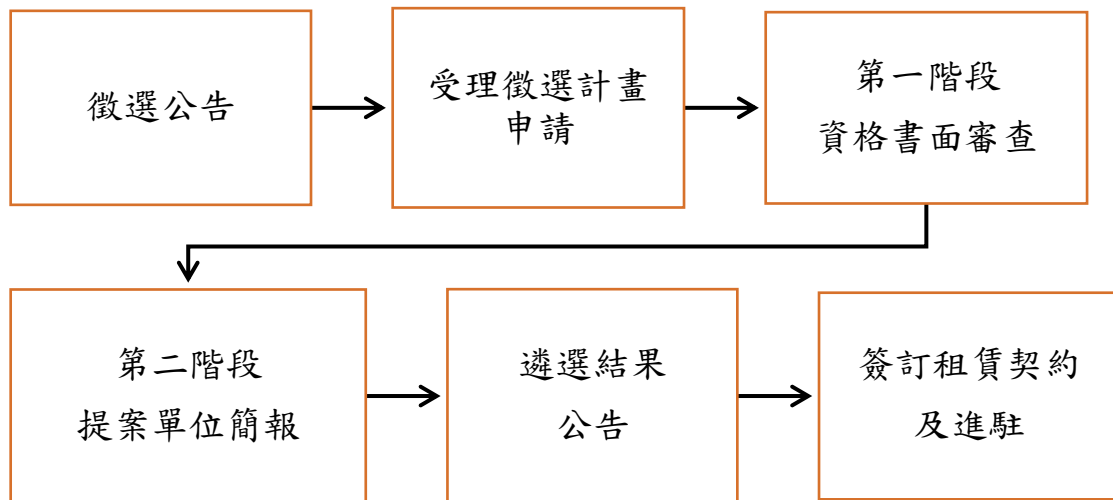 徵選公告
受理徵選計畫
申請
第一階段
資格書面審查
第二階段
提案單位簡報
遴選結果
公告
簽訂租賃契約
及進駐